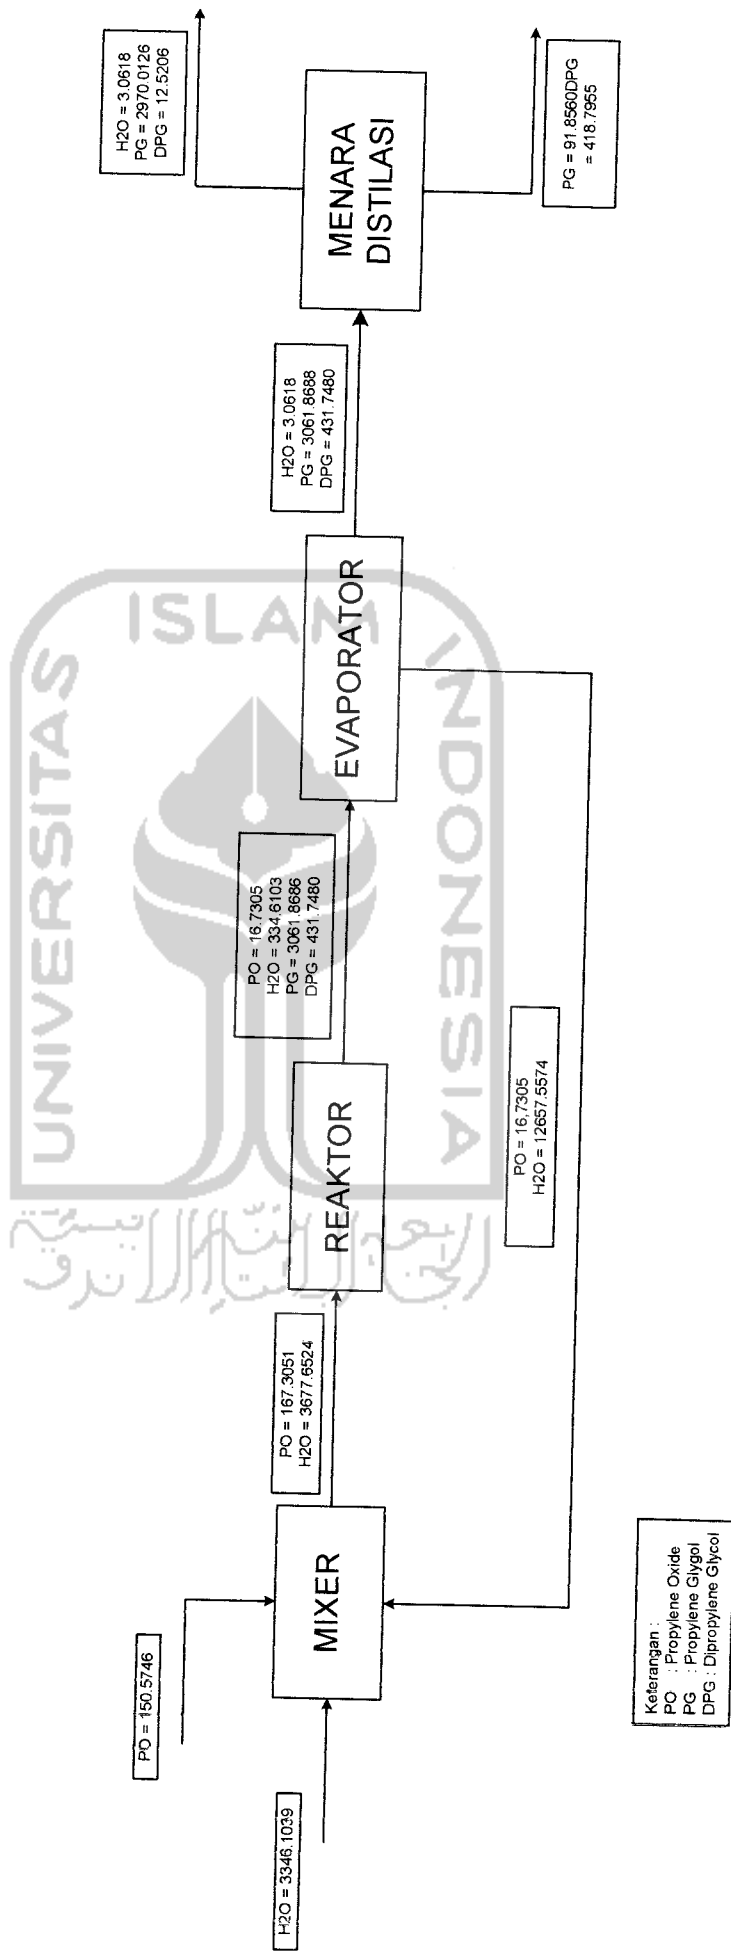 PO = 150.5746
H2O = 3346.1039
MIXER
PO = 167.3051
H2O = 3677.6524
REAKTOR
PO = 16.7305
H2O = 334.6103
PG = 3061.8686
DPG = 431.7480
EVAPORATOR
PO = 16,7305
H2O = 12657.5574
H2O = 3.0618
PG = 3061.8688
DPG = 431.7480
MENARA
DISTILASI
H2O = 3.0618
PG = 2970.0126
DPG = 12.5206
PG = 91.8560DPG
= 418.7955
Keterangan :
PO : Propylene Oxide
PG : Propylene Glygol
DPG : Dipropylene Glycol
UNIVERSITAS
ISLAM
INDONESIA